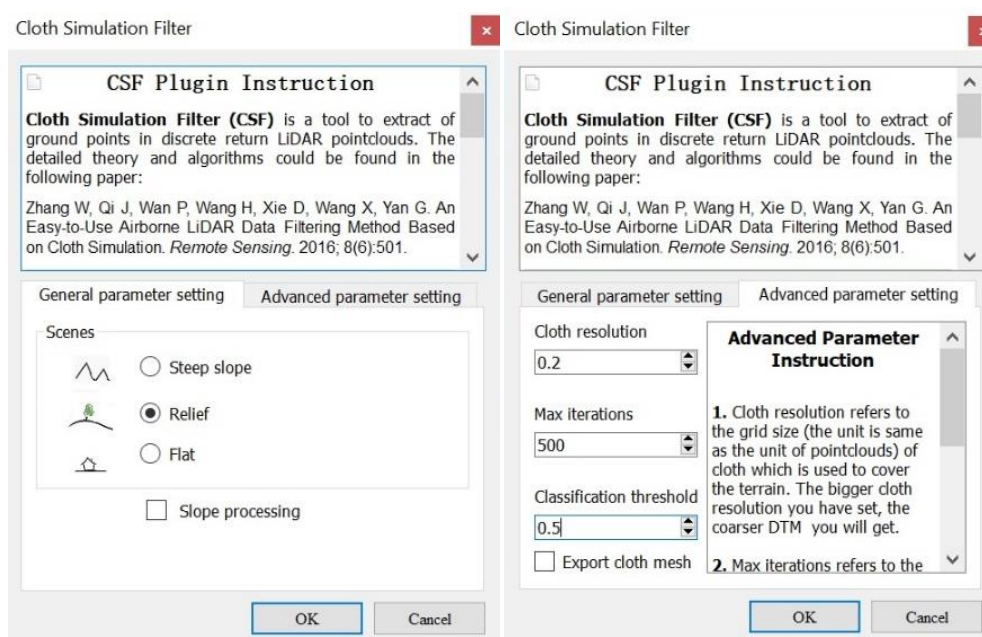 Cloth Simulation Filter
CSF Plugin Instruction
Cloth Simulation Filter (CSF) is a tool to extract of
ground points in discrete return LiDAR pointclouds. The
detailed theory and algorithms could be found in the
following paper:
Zhang W, Qi J, Wan P, Wang H, Xie D, Wang X, Yan G. An
Easy-to-Use Airborne LiDAR Data Filtering Method Based
on Cloth Simulation. Remote Sensing. 2016; 8(6):501.
General parameter setting
Advanced parameter setting
Scenes
Steep slope
Relief
Flat
Slope processing
OK
Cancel
Cloth Simulation Filter
CSF Plugin Instruction
Cloth Simulation Filter (CSF) is a tool to extract of
ground points in discrete return LiDAR pointclouds. The
detailed theory and algorithms could be found in the
following paper:
Zhang W, Qi J, Wan P, Wang H, Xie D, Wang X, Yan G. An
Easy-to-Use Airborne LiDAR Data Filtering Method Based
on Cloth Simulation. Remote Sensing. 2016; 8(6):501.
General parameter setting
Advanced parameter setting
Cloth resolution
0.2
Max iterations
500
Classification threshold
0.5
Export cloth mesh
Advanced Parameter
Instruction
1. Cloth resolution refers to
the grid size (the unit is same
as the unit of pointclouds) of
cloth which is used to cover
the terrain. The bigger cloth
resolution you have set, the
coarser DTM you will get.
2. Max iterations refers to the
OK
Cancel